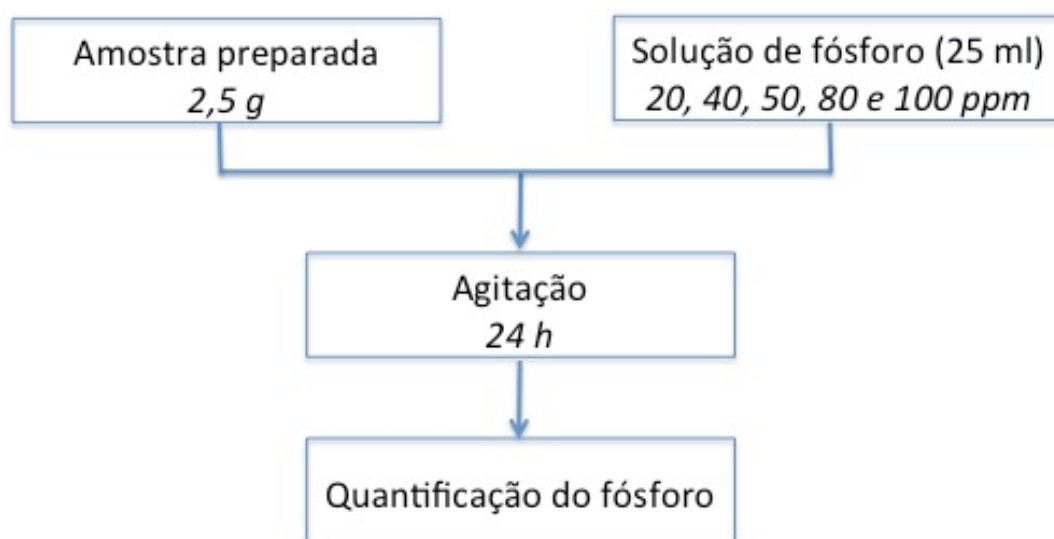 Amostra preparada
2,5 g
Solução de fósforo (25 ml)
20, 40, 50, 80 e 100 ppm
Agitação
24 h
Quantificação do fósforo